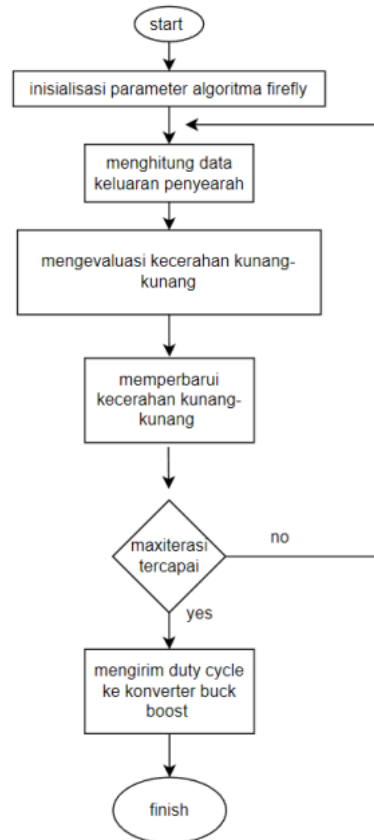 start
inisialisasi parameter algoritma firefly
menghitung data
keluaran penyearah
mengevaluasi kecerahan kunang-
kunang
memperbarui
kecerahan kunang-
kunang
maxiterasi
tercapai
no
yes
mengirim duty cycle
ke konverter buck
boost
finish